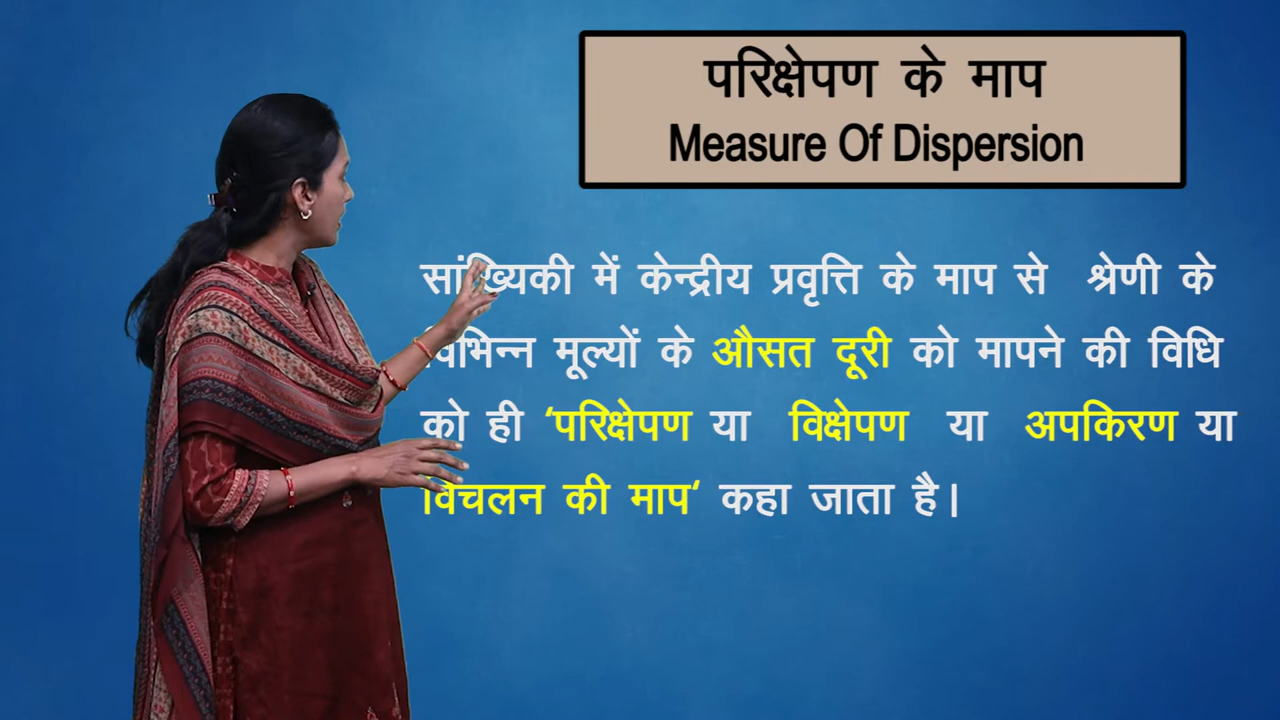 परिक्षेपण के माप
Measure Of Dispersion
सांख्यिकी में केन्द्रीय प्रवृत्ति के माप से श्रेणी के
विभिन्न मूल्यों के औसत दूरी को मापने की विधि
को ही ‘परिक्षेपण या विक्षेपण या अपकिरण या
विचलन की माप‘ कहा जाता है।